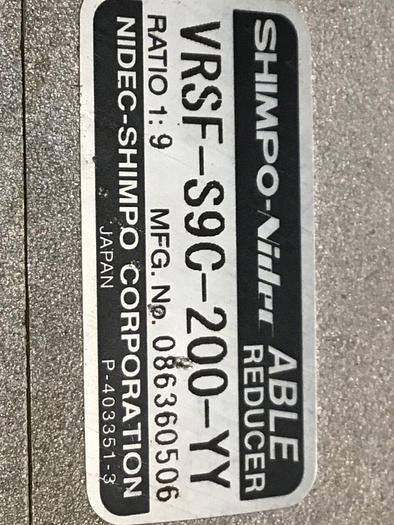 SHIMPO-Nidec ABLE REDUCER
VRSF-S9C-200-YY
RATIO 1:9 MFG. No. 086360506
NIDEC-SHIMPO CORPORATION
JAPAN P-403351-3